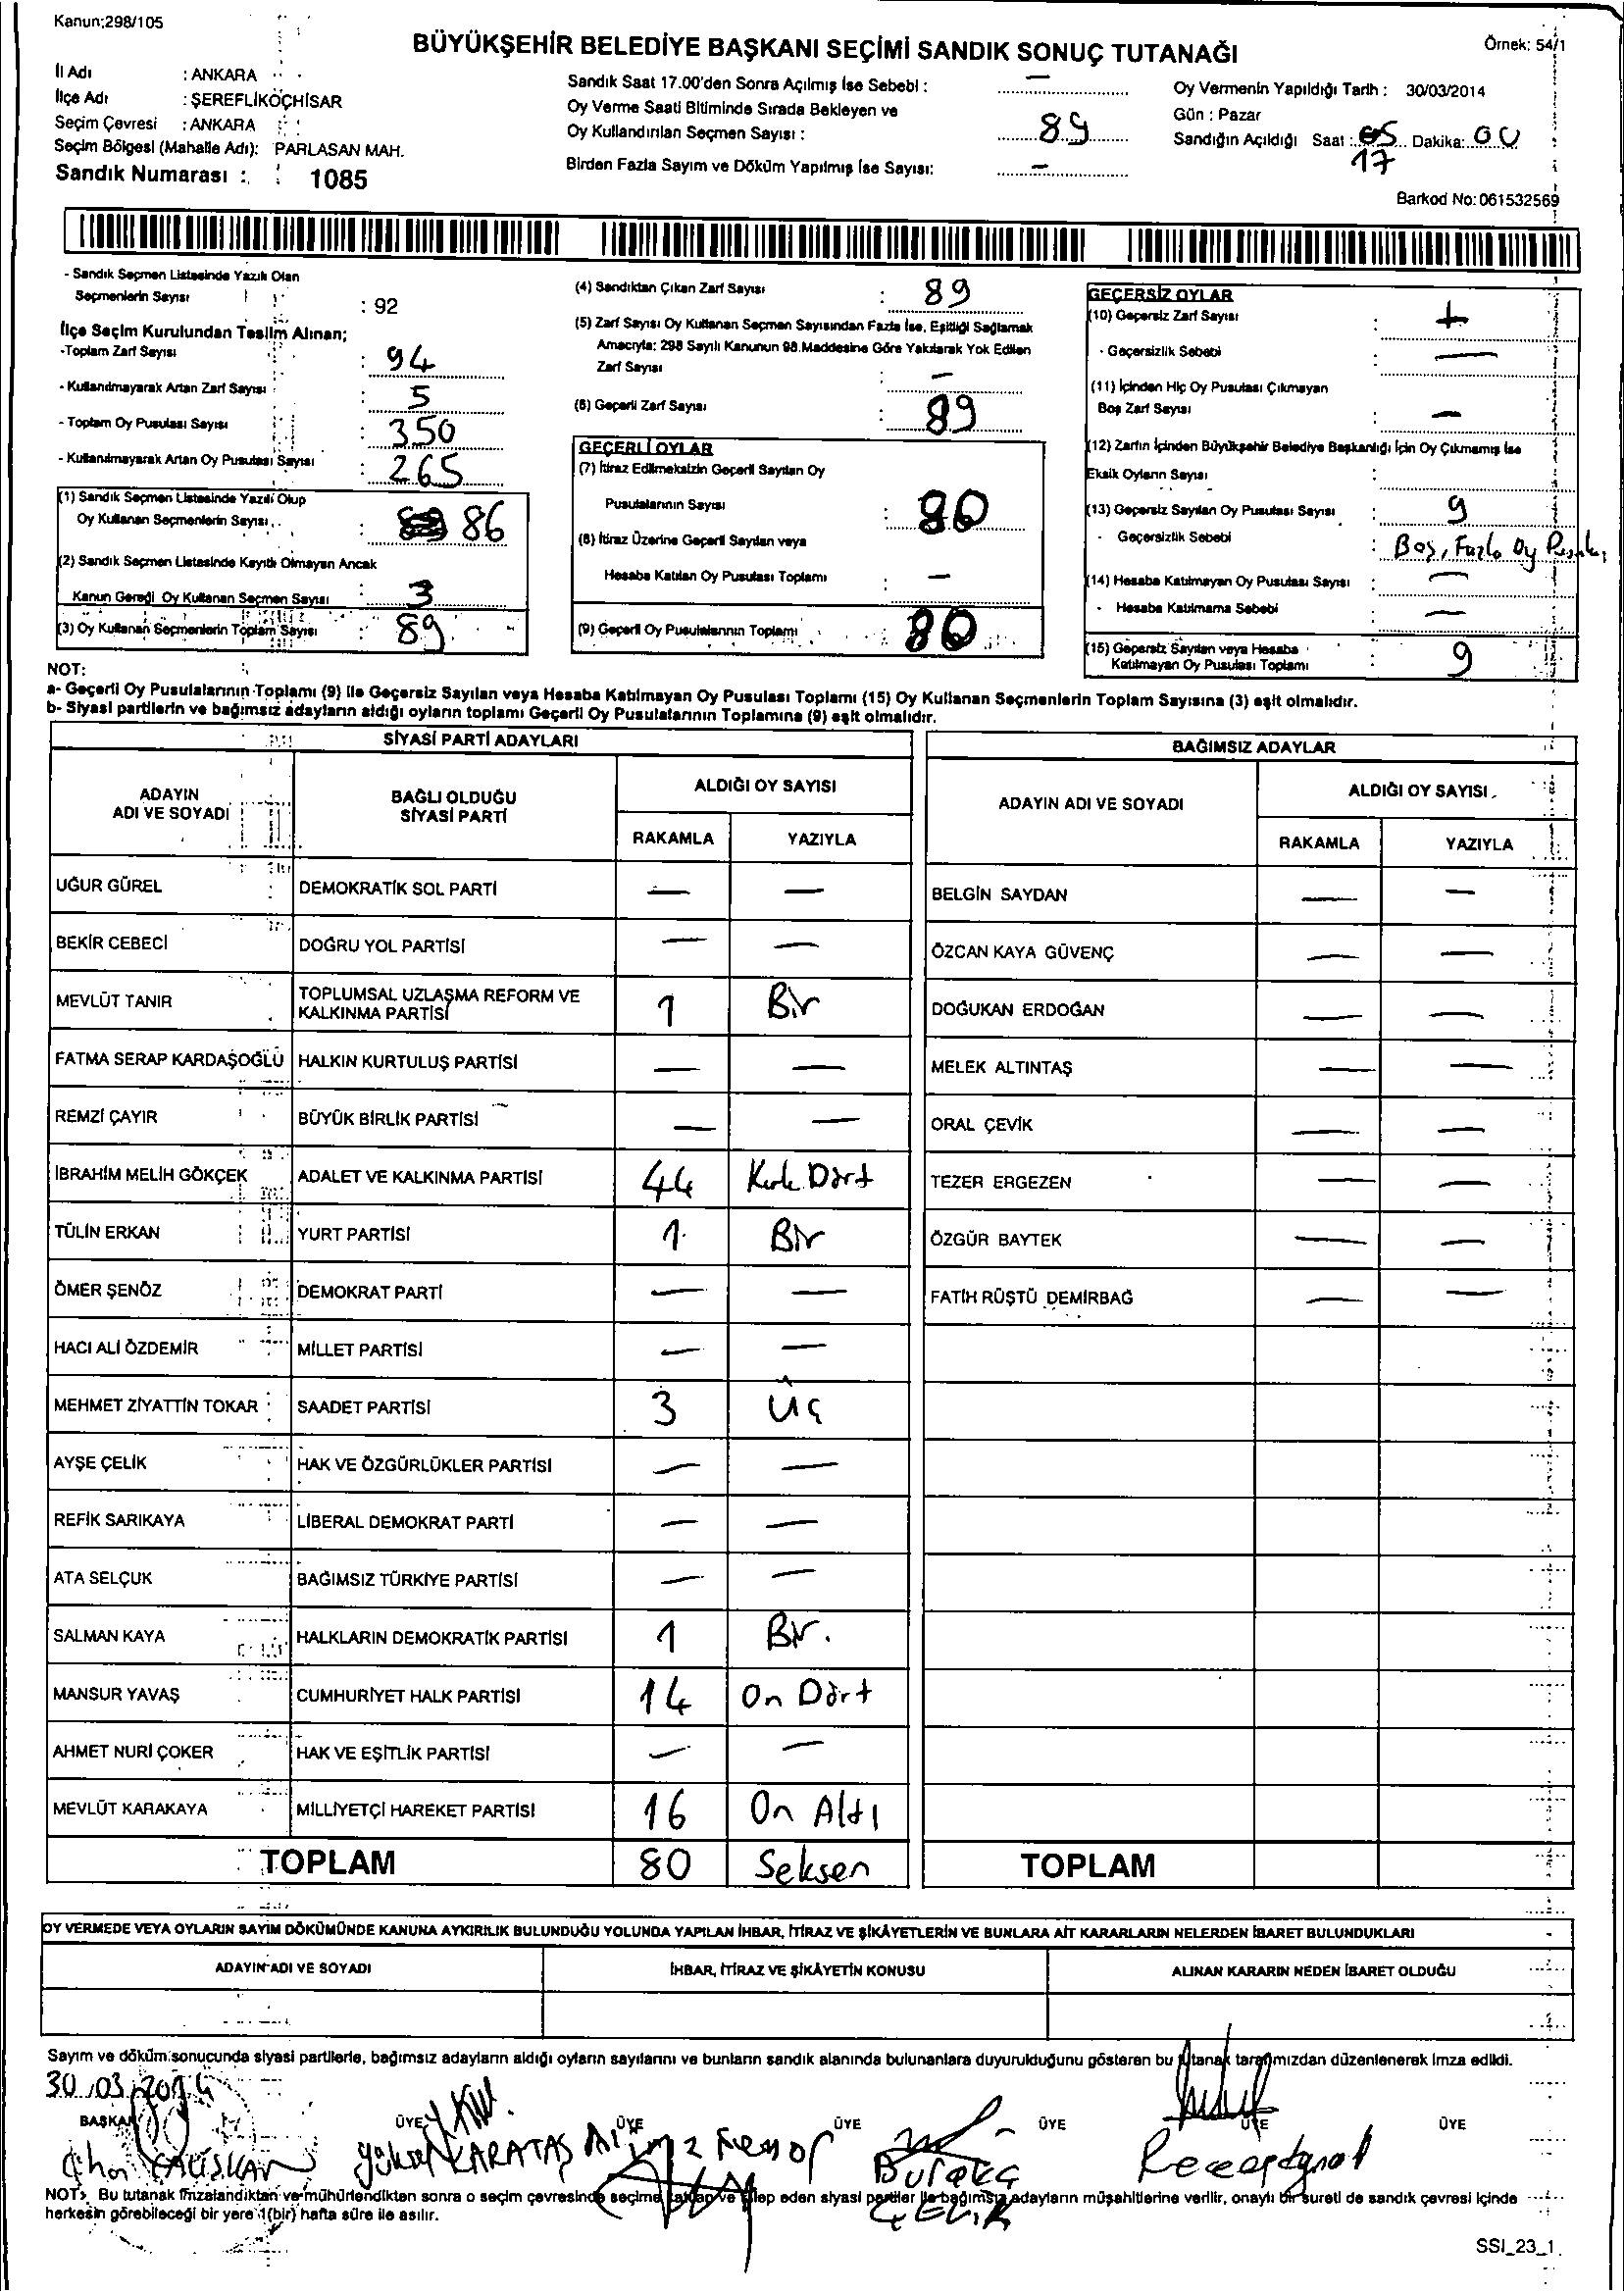 Kanun;298/105
Örnek: 54/1
BÜYÜKŞEHİR BELEDİYE BAŞKANI SEÇİMİ SANDIK SONUÇ TUTANAĞI
İl Adı : ANKARA
İlçe Adı : ŞEREFLİKOÇHİSAR
Seçim Çevresi : ANKARA
Seçim Bölgesi (Mahalle Adı): PARLASAN MAH.
Sandık Numarası : 1085
Sandık Saat 17.00'den Sonra Açılmış İse Sebebi : —
Oy Verme Saati Bitiminde Sırada Bekleyen ve
Oy Kullandırılan Seçmen Sayısı : 89
Birden Fazla Sayım ve Döküm Yapılmış İse Sayısı: —
Oy Vermenin Yapıldığı Tarih : 30/03/2014
Gün : Pazar
Sandığın Açıldığı Saat : 17 Dakika: 00
Barkod No:061532569
- Sandık Seçmen Listesinde Yazılı Olan
Seçmenlerin Sayısı : 92
İlçe Seçim Kurulundan Teslim Alınan;
-Toplam Zarf Sayısı : 94
- Kullanılmayarak Artan Zarf Sayısı : 5
- Toplam Oy Pusulası Sayısı : 350
- Kullanılmayarak Artan Oy Pusulası Sayısı : 265
(1) Sandık Seçmen Listesinde Yazılı Olup
Oy Kullanan Seçmenlerin Sayısı : 86
(2) Sandık Seçmen Listesinde Kayıtlı Olmayan Ancak
Kanun Gereği Oy Kullanan Seçmen Sayısı : 3
(3) Oy Kullanan Seçmenlerin Toplam Sayısı : 89
(4) Sandıktan Çıkan Zarf Sayısı : 89
(5) Zarf Sayısı Oy Kullanan Seçmen Sayısından Fazla İse, Eşitliği Sağlamak
Amacıyla: 298 Sayılı Kanunun 98.Maddesine Göre Yakılarak Yok Edilen
Zarf Sayısı : —
(6) Geçerli Zarf Sayısı : 89
GEÇERLİ OYLAR
(7) İtiraz Edilmeksizin Geçerli Sayılan Oy
Pusulalarının Sayısı : 80
(8) İtiraz Üzerine Geçerli Sayılan veya
Hesaba Katılan Oy Pusulası Toplamı : —
(9) Geçerli Oy Pusulalarının Toplamı : 80
GEÇERSİZ OYLAR
(10) Geçersiz Zarf Sayısı :
- Geçersizlik Sebebi : —
(11) İçinden Hiç Oy Pusulası Çıkmayan
Boş Zarf Sayısı : —
(12) Zarfın İçinden Büyükşehir Belediye Başkanlığı İçin Oy Çıkmamış İse
Eksik Oyların Sayısı :
(13) Geçersiz Sayılan Oy Pusulası Sayısı : 9
- Geçersizlik Sebebi : Boş, Fazla Oy
(14) Hesaba Katılmayan Oy Pusulası Sayısı : —
- Hesaba Katılmama Sebebi : —
(15) Geçersiz Sayılan veya Hesaba
Katılmayan Oy Pusulası Toplamı : 9
NOT:
a- Geçerli Oy Pusulalarının Toplamı (9) ile Geçersiz Sayılan veya Hesaba Katılmayan Oy Pusulası Toplamı (15) Oy Kullanan Seçmenlerin Toplam Sayısına (3) eşit olmalıdır.
b- Siyasi partilerin ve bağımsız adayların aldığı oyların toplamı Geçerli Oy Pusulalarının Toplamına (9) eşit olmalıdır.
SİYASİ PARTİ ADAYLARI
ADAYIN ADI VE SOYADI
BAĞLI OLDUĞU SİYASİ PARTİ
ALDIĞI OY SAYISI
RAKAMLA YAZIYLA
UĞUR GÜREL DEMOKRATİK SOL PARTİ — —
BEKİR CEBECİ DOĞRU YOL PARTİSİ — —
MEVLÜT TANIR TOPLUMSAL UZLAŞMA REFORM VE KALKINMA PARTİSİ 1 Bir
FATMA SERAP KARDAŞOĞLU HALKIN KURTULUŞ PARTİSİ — —
REMZİ ÇAYIR BÜYÜK BİRLİK PARTİSİ — —
İBRAHİM MELİH GÖKÇEK ADALET VE KALKINMA PARTİSİ 44 Kırk Dört
TÜLİN ERKAN YURT PARTİSİ 1 Bir
ÖMER ŞENÖZ DEMOKRAT PARTİ — —
HACI ALİ ÖZDEMİR MİLLET PARTİSİ — —
MEHMET ZİYATTİN TOKAR SAADET PARTİSİ 3 Üç
AYŞE ÇELİK HAK VE ÖZGÜRLÜKLER PARTİSİ — —
REFİK SARIKAYA LİBERAL DEMOKRAT PARTİ — —
ATA SELÇUK BAĞIMSIZ TÜRKİYE PARTİSİ — —
SALMAN KAYA HALKLARIN DEMOKRATİK PARTİSİ 1 Bir.
MANSUR YAVAŞ CUMHURİYET HALK PARTİSİ 14 On Dört
AHMET NURİ ÇOKER HAK VE EŞİTLİK PARTİSİ — —
MEVLÜT KARAKAYA MİLLİYETÇİ HAREKET PARTİSİ 16 On Altı
TOPLAM 80 Seksen
BAĞIMSIZ ADAYLAR
ADAYIN ADI VE SOYADI
ALDIĞI OY SAYISI
RAKAMLA YAZIYLA
BELGİN SAYDAN — —
ÖZCAN KAYA GÜVENÇ — —
DOĞUKAN ERDOĞAN — —
MELEK ALTINTAŞ — —
ORAL ÇEVİK — —
TEZER ERGEZEN — —
ÖZGÜR BAYTEK — —
FATİH RÜŞTÜ DEMİRBAĞ — —
TOPLAM
OY VERMEDE VEYA OYLARIN SAYIM DÖKÜMÜNDE KANUNA AYKIRILIK BULUNDUĞU YOLUNDA YAPILAN İHBAR, İTİRAZ VE ŞİKÂYETLERİN VE BUNLARA AİT KARARLARIN NELERDEN İBARET BULUNDUKLARI
ADAYIN ADI VE SOYADI
İHBAR, İTİRAZ VE ŞİKÂYETİN KONUSU
ALINAN KARARIN NEDEN İBARET OLDUĞU
Sayım ve döküm sonucunda siyasi partilerle, bağımsız adayların aldığı oyların sayılarını ve bunların sandık alanında bulunanlara duyurulduğunu gösteren bu tutanak tarafımızdan düzenlenerek imza edildi.
30.03.2014
BAŞKAN ÜYE ÜYE ÜYE ÜYE ÜYE ÜYE
ÇALIŞKAN KARATAŞ Burakç ÇELİK
NOT: Bu tutanak imzalandıktan ve mühürlendikten sonra o seçim çevresinde seçime katılıp ve talep eden siyasi partiler ile bağımsız adayların müşahitlerine verilir, onaylı bir sureti de sandık çevresi içinde
herkesin görebileceği bir yere 1(bir) hafta süre ile asılır.
SSI_23_1